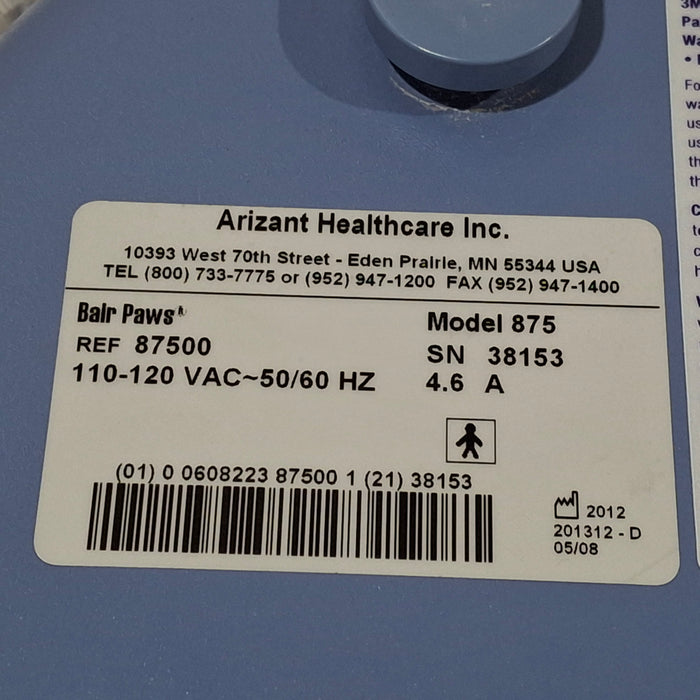 Arizant Healthcare Inc.
10393 West 70th Street - Eden Prairie, MN 55344 USA
TEL (800) 733-7775 or (952) 947-1200 FAX (952) 947-1400
Bair Paws
Model 875
REF 87500
SN 38153
110-120 VAC~50/60 HZ
4.6 A
(01) 0 0608223 87500 1 (21) 38153
2012
201312 - D
05/08
3M